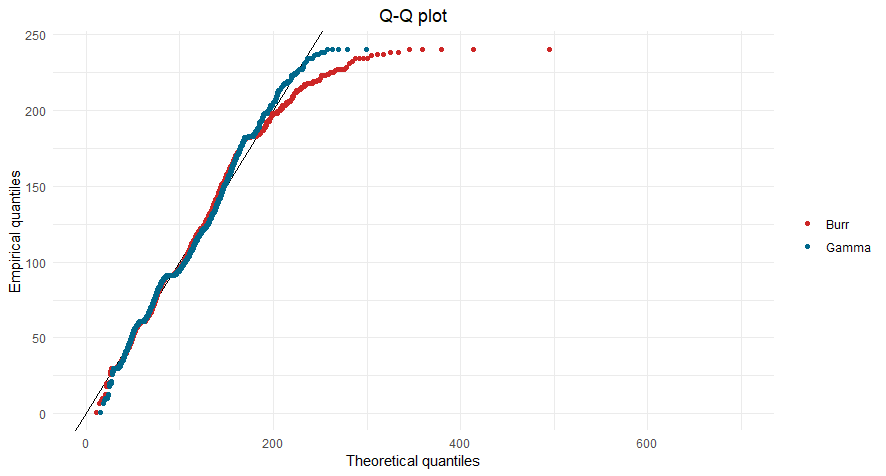 Q-Q plot
250
200
150
100
50
0
Empirical quantiles
0
200
400
600
Theoretical quantiles
Burr
Gamma